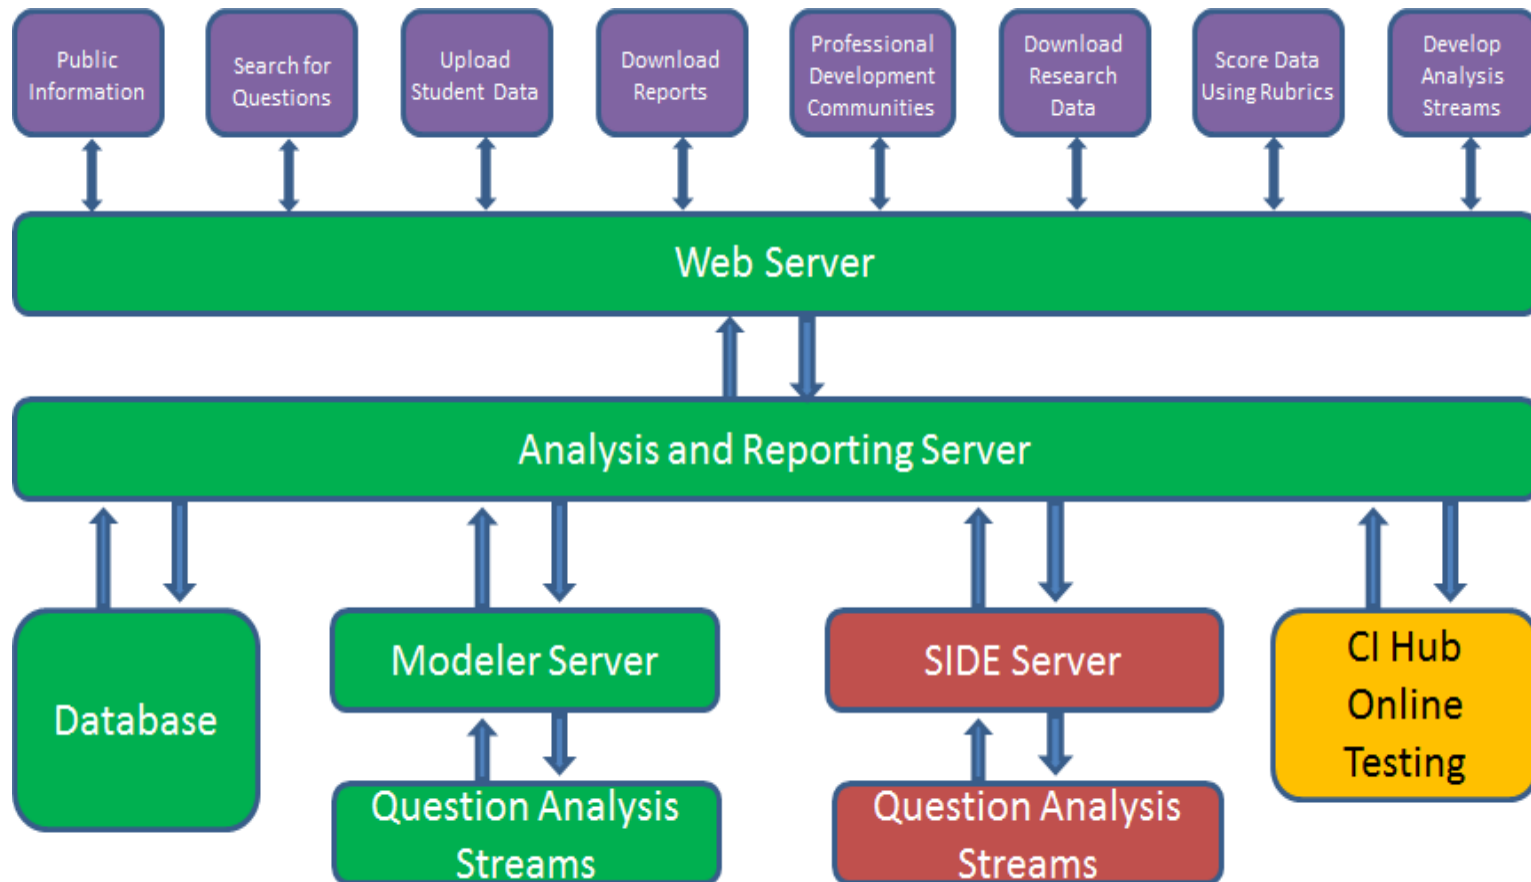 Public
Information
Search for
Questions
Upload
Student Data
Download
Reports
Professional
Development
Communities
Download
Research
Data
Score Data
Using Rubrics
Develop
Analysis
Streams
Web Server
Analysis and Reporting Server
Database
Modeler Server
SIDE Server
CI Hub
Online
Testing
Question Analysis
Streams
Question Analysis
Streams